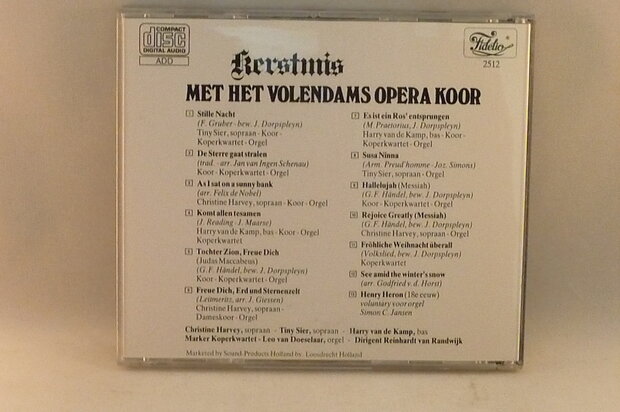 COMPACT
disc
DIGITAL AUDIO
ADD
Fidelio
2512
Kerstmis
MET HET VOLENDAMS OPERA KOOR
1 Stille Nacht
(F. Gruber - bew. J. Dorpspleyn)
Tiny Sier, sopraan - Koor -
Koperkwartet - Orgel
2 De Sterre gaat stralen
(trad. - arr. Jan van Ingen Schenau)
Koor - Koperkwartet - Orgel
3 As I sat on a sunny bank
(arr. Felix de Nobel)
Christine Harvey, sopraan - Koor - Orgel
4 Komt allen tesamen
(J. Reading - J. Maarse)
Harry van de Kamp, bas - Koor - Orgel
Koperkwartet
5 Tochter Zion, Freue Dich
(Judas Maccabeus)
(G.F. Händel, bew. J. Dorpspleyn)
Koor - Koperkwartet - Orgel
6 Freue Dich, Erd und Sternenzelt
(Leitmeritz, arr. J. Giessen)
Christine Harvey, sopraan -
Dameskoor - Orgel
7 Es ist ein Ros' entsprungen
(M. Praetorius, J. Dorpspleyn)
Harry van de Kamp, bas - Koor -
Koperkwartet - Orgel
8 Susa Ninna
(Arm. Preud'homme - Joz. Simons)
Tiny Sier, sopraan - Orgel
9 Hallelujah (Messiah)
(G.F. Händel, bew. J. Dorpspleyn)
Koor - Koperkwartet - Orgel
10 Rejoice Greatly (Messiah)
(G.F. Händel, bew. J. Dorpspleyn)
Christine Harvey, sopraan - Orgel
11 Fröhliche Weihnacht überall
(Volkslied, bew. J. Dorpspleyn)
Koperkwartet
12 See amid the winter's snow
(arr. Godfried v. d. Horst)
13 Henry Heron (18e eeuw)
voluntary voor orgel
Simon C. Jansen
Christine Harvey, sopraan - Tiny Sier, sopraan - Harry van de Kamp, bas
Marker Koperkwartet - Leo van Doeselaar, orgel - Dirigent Reinhardt van Randwijk
Marketed by Sound-Products Holland bv. Loosdrecht Holland